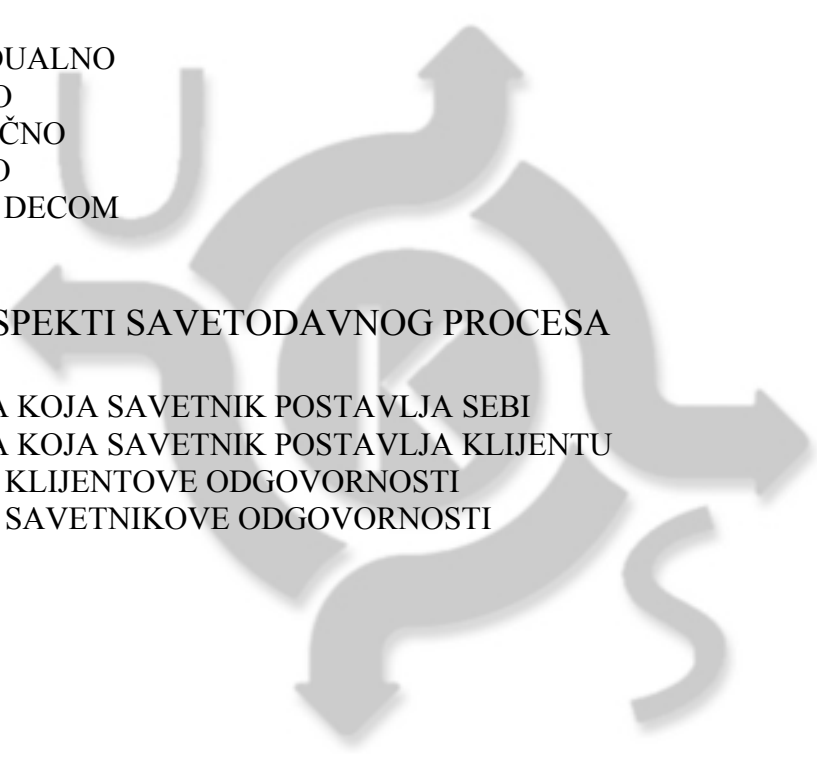 DUALNO
O
ČNO
O
DECOM
SPEKTI SAVETODAVNOG PROCESA
A KOJA SAVETNIK POSTAVLJA SEBI
A KOJA SAVETNIK POSTAVLJA KLIJENTU
KLIJENTOVE ODGOVORNOSTI
SAVETNIKOVE ODGOVORNOSTI
U
K
S